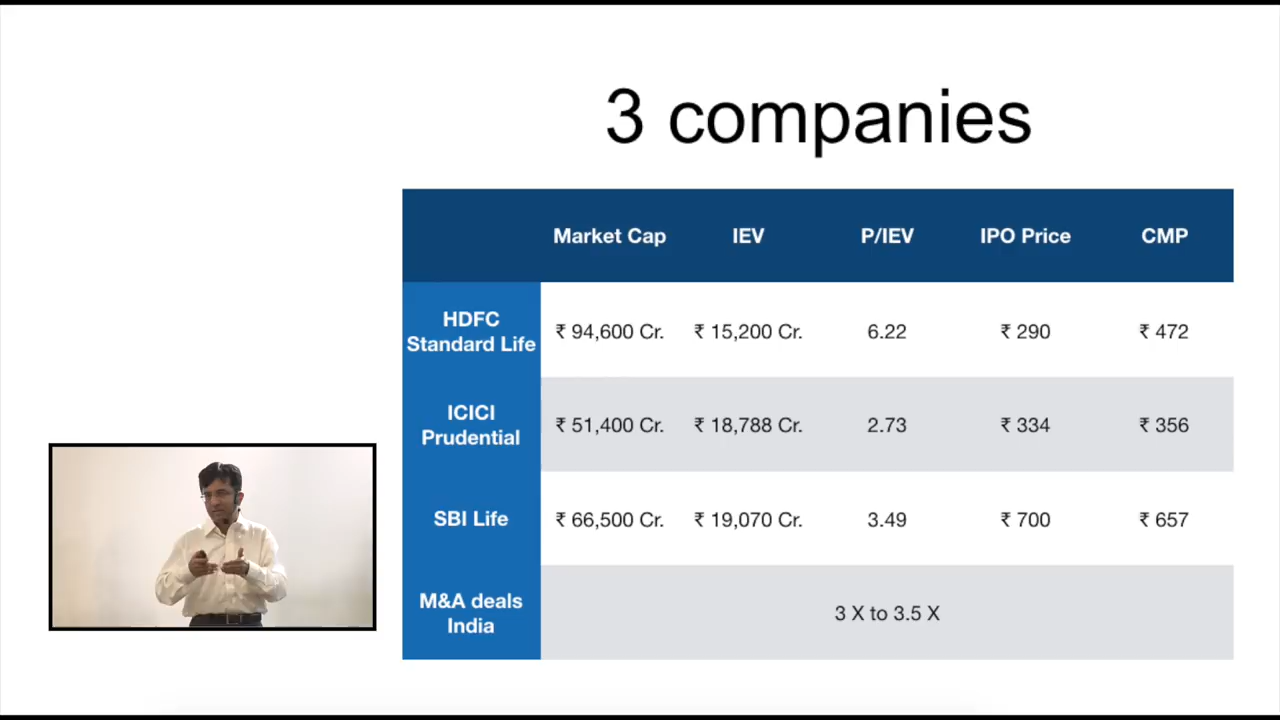 3 companies
Market Cap IEV P/IEV IPO Price CMP
HDFC
Standard Life ₹ 94,600 Cr. ₹ 15,200 Cr. 6.22 ₹ 290 ₹ 472
ICICI
Prudential ₹ 51,400 Cr. ₹ 18,788 Cr. 2.73 ₹ 334 ₹ 356
SBI Life ₹ 66,500 Cr. ₹ 19,070 Cr. 3.49 ₹ 700 ₹ 657
M&A deals
India 3 X to 3.5 X